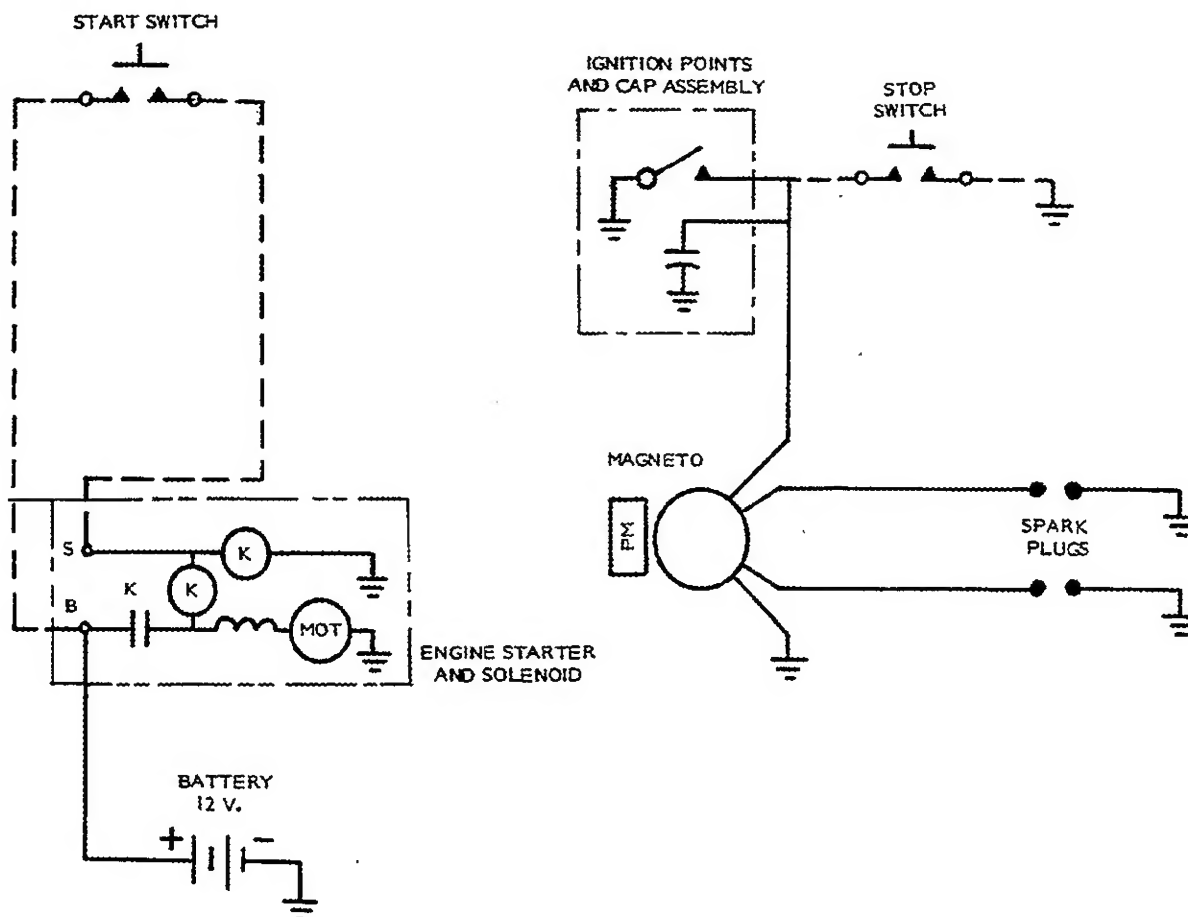 START SWITCH
IGNITION POINTS
AND CAP ASSEMBLY
STOP
SWITCH
MAGNETO
PM
SPARK
PLUGS
S
K
K
B
K
MOT
ENGINE STARTER
AND SOLENOID
BATTERY
12 V.
+ -